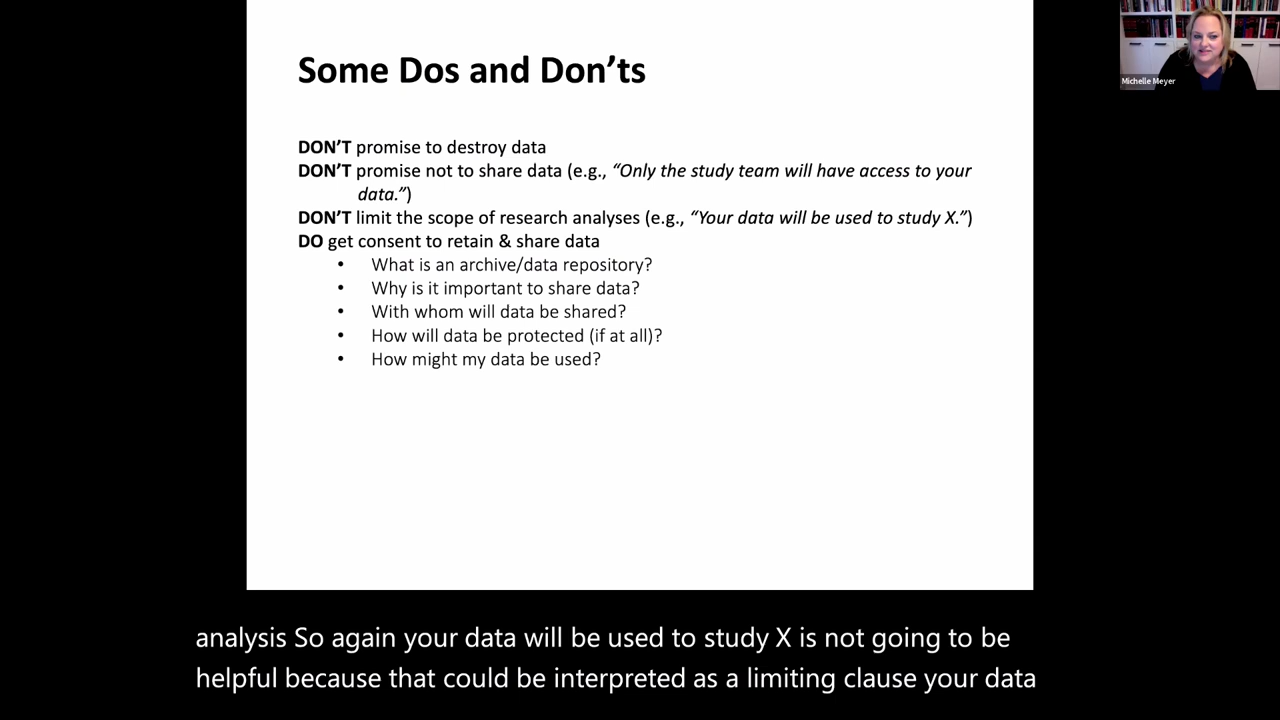 Some Dos and Don'ts
Michelle Meyer
DON'T promise to destroy data
DON'T promise not to share data (e.g., “Only the study team will have access to your
data.”)
DON'T limit the scope of research analyses (e.g., “Your data will be used to study X.”)
DO get consent to retain & share data
• What is an archive/data repository?
• Why is it important to share data?
• With whom will data be shared?
• How will data be protected (if at all)?
• How might my data be used?
analysis So again your data will be used to study X is not going to be
helpful because that could be interpreted as a limiting clause your data